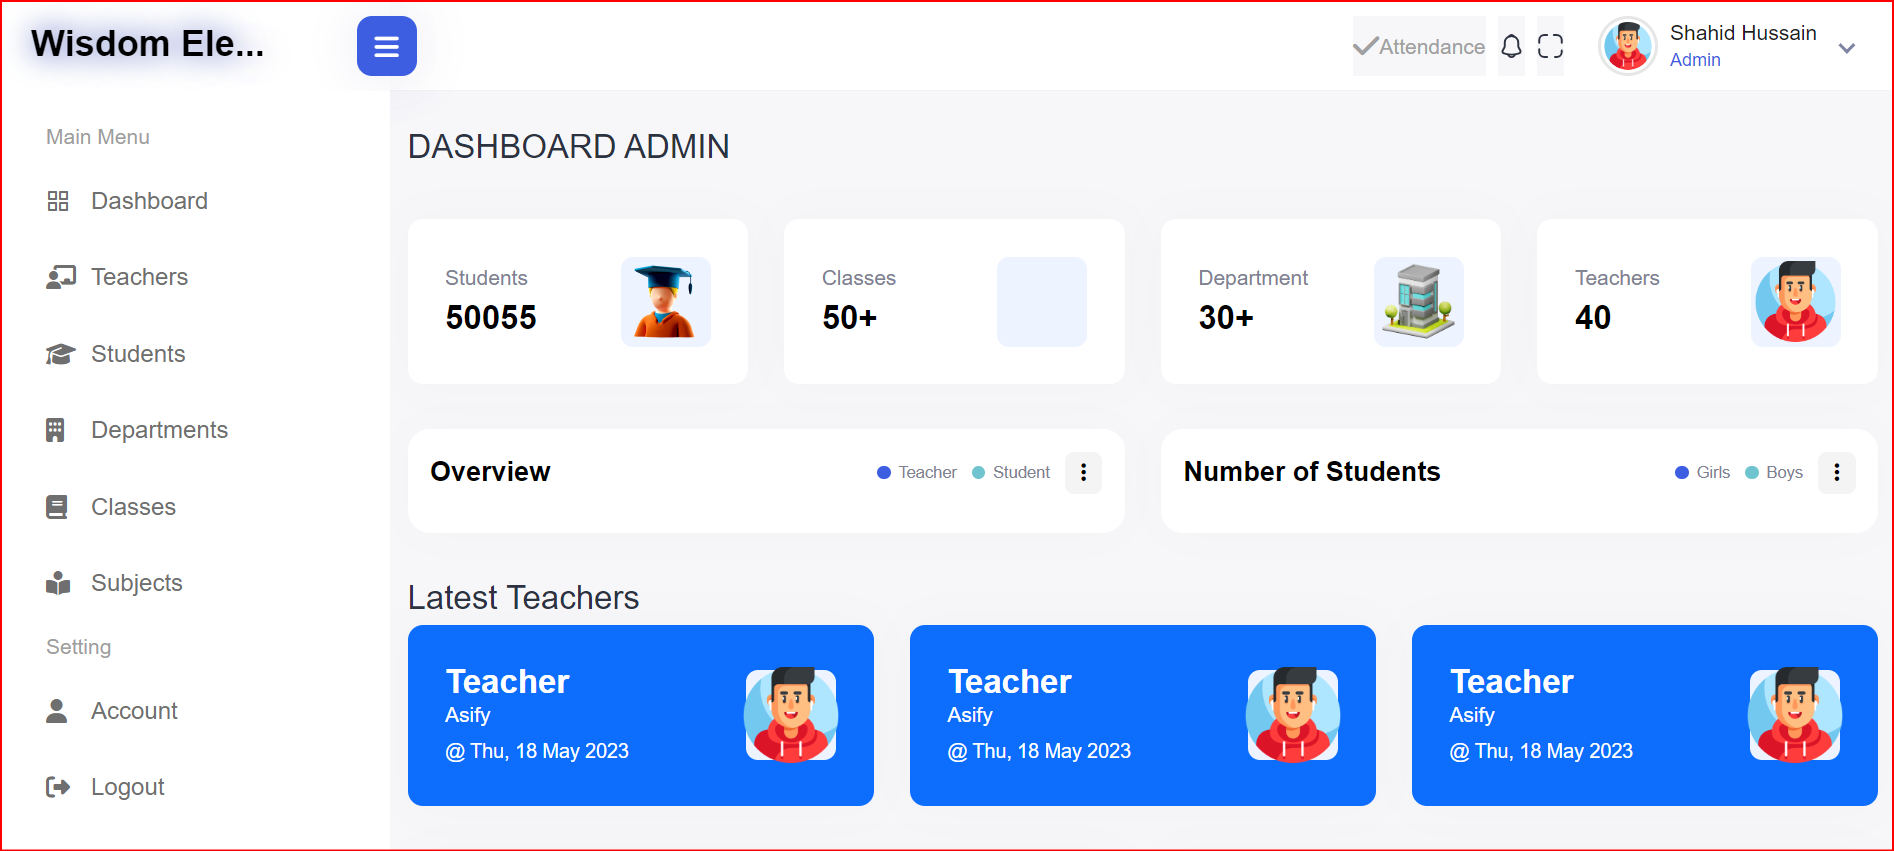 Wisdom Ele...
Attendance
Shahid Hussain
Admin
Main Menu
Dashboard
Teachers
Students
Departments
Classes
Subjects
Setting
Account
Logout
DASHBOARD ADMIN
Students
50055
Classes
50+
Department
30+
Teachers
40
Overview
Teacher
Student
Number of Students
Girls
Boys
Latest Teachers
Teacher
Asify
@ Thu, 18 May 2023
Teacher
Asify
@ Thu, 18 May 2023
Teacher
Asify
@ Thu, 18 May 2023